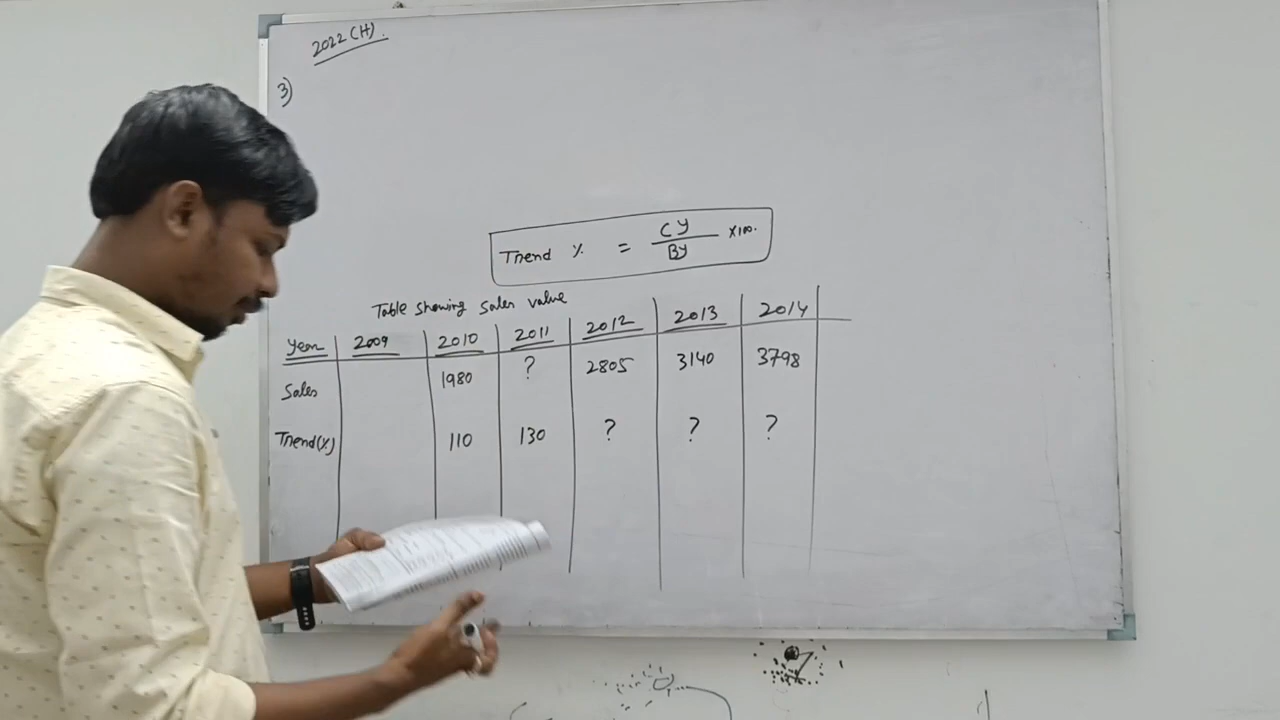 2022 (H).
3)
Trend % = CY / BY ×100.
Table showing sales value
Year 2009 2010 2011 2012 2013 2014
Sales 1980 ? 2805 3140 3798
Trend(%) 110 130 ? ? ?